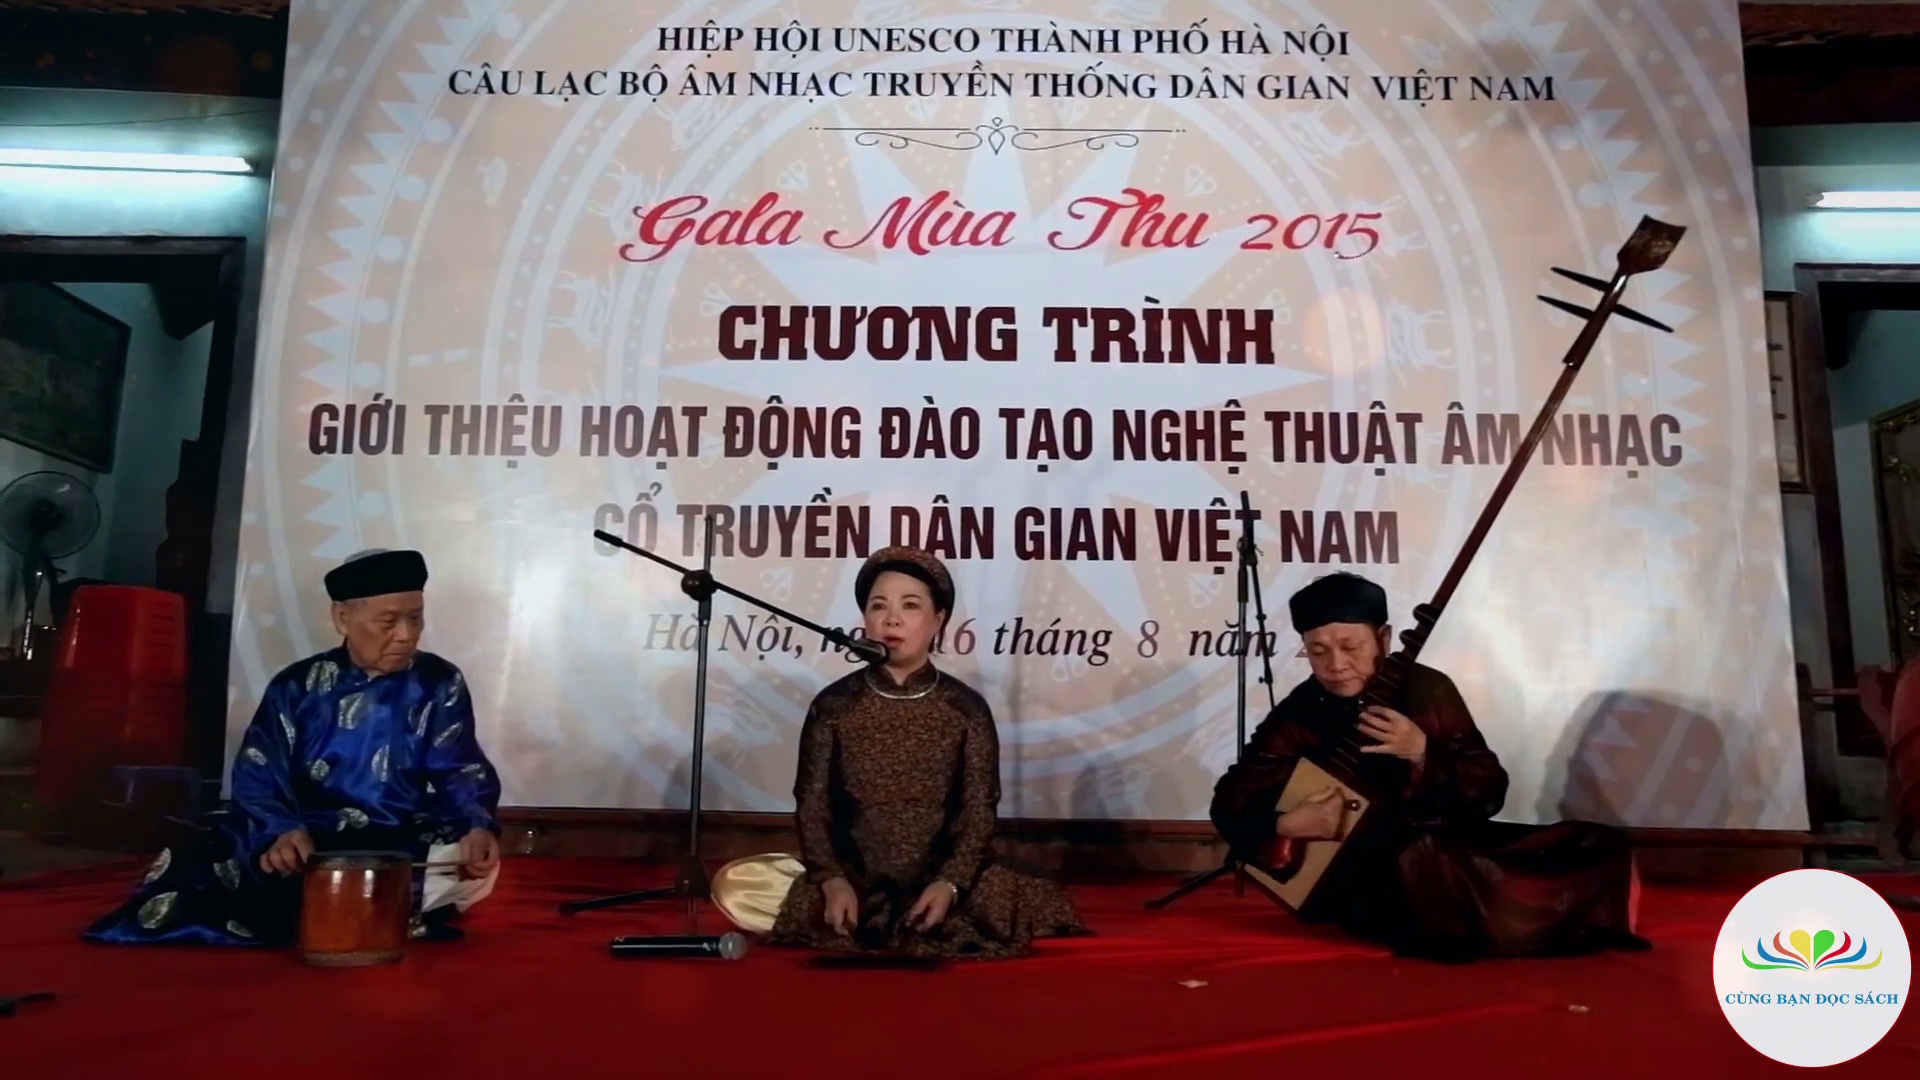 HIỆP HỘI UNESCO THÀNH PHỐ HÀ NỘI
CÂU LẠC BỘ ÂM NHẠC TRUYỀN THỐNG DÂN GIAN VIỆT NAM
Gala Mùa Thu 2015
CHƯƠNG TRÌNH
GIỚI THIỆU HOẠT ĐỘNG ĐÀO TẠO NGHỆ THUẬT ÂM NHẠC
CỔ TRUYỀN DÂN GIAN VIỆT NAM
Hà Nội, 16 tháng 8 năm
CÙNG BẠN ĐỌC SÁCH